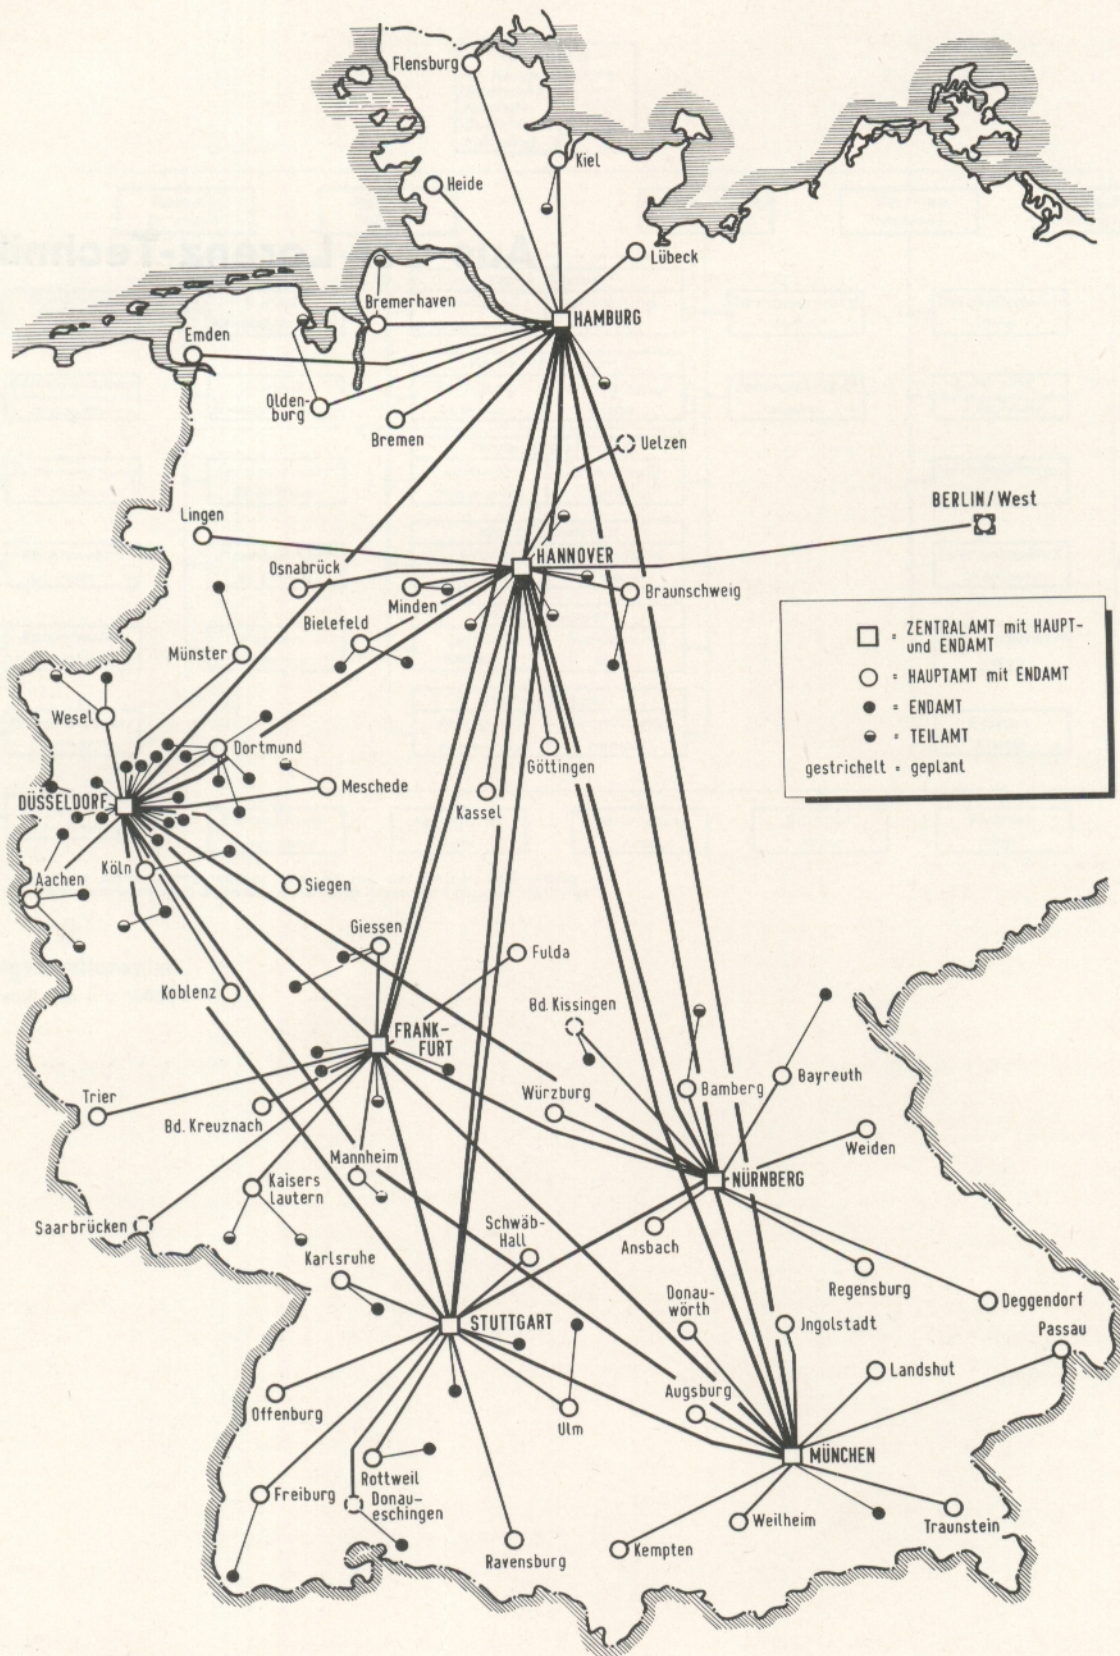 Flensburg
Kiel
Heide
Lübeck
Bremerhaven
HAMBURG
Emden
Olden-
burg
Bremen
Uelzen
Lingen
BERLIN/West
HANNOVER
Osnabrück
Minden
Braunschweig
Bielefeld
Münster
□ = ZENTRALAMT mit HAUPT-
und ENDAMT
○ = HAUPTAMT mit ENDAMT
● = ENDAMT
= TEILAMT
gestrichelt = geplant
Wesel
Dortmund
Göttingen
Meschede
DÜSSELDORF
Kassel
Köln
Aachen
Siegen
Giessen
Fulda
Koblenz
Bd. Kissingen
FRANK-
FURT
Bayreuth
Bamberg
Würzburg
Trier
Bd. Kreuznach
Weiden
Mannheim
NÜRNBERG
Kaisers
lautern
Saarbrücken
Schwäb-
Hall
Ansbach
Karlsruhe
Regensburg
Donau-
wörth
Deggendorf
STUTTGART
Jngolstadt
Passau
Landshut
Augsburg
Offenburg
Ulm
MÜNCHEN
Rottweil
Freiburg
Donau-
eschingen
Weilheim
Traunstein
Ravensburg
Kempten